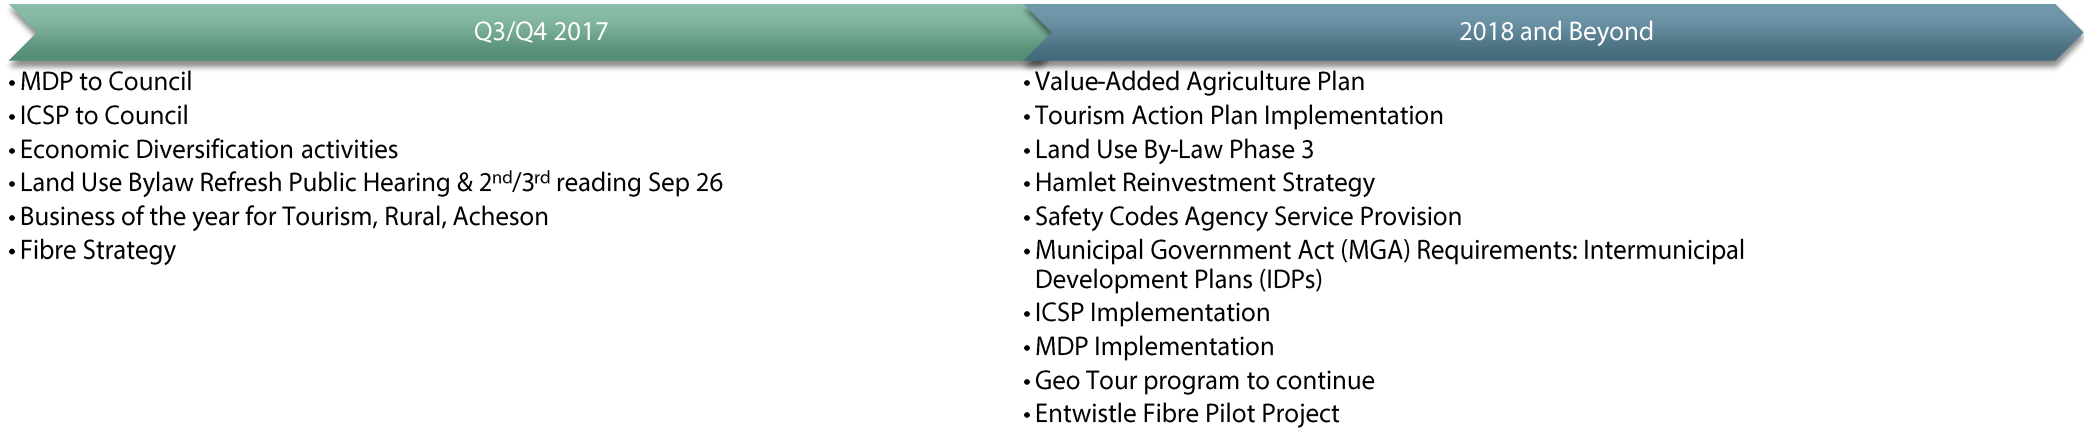 Q3/Q4 2017
• MDP to Council
• ICSP to Council
• Economic Diversification activities
• Land Use Bylaw Refresh Public Hearing & 2nd/3rd reading Sep 26
• Business of the year for Tourism, Rural, Acheson
• Fibre Strategy
2018 and Beyond
• Value-Added Agriculture Plan
• Tourism Action Plan Implementation
• Land Use By-Law Phase 3
• Hamlet Reinvestment Strategy
• Safety Codes Agency Service Provision
• Municipal Government Act (MGA) Requirements: Intermunicipal
Development Plans (IDPs)
• ICSP Implementation
• MDP Implementation
• Geo Tour program to continue
• Entwistle Fibre Pilot Project